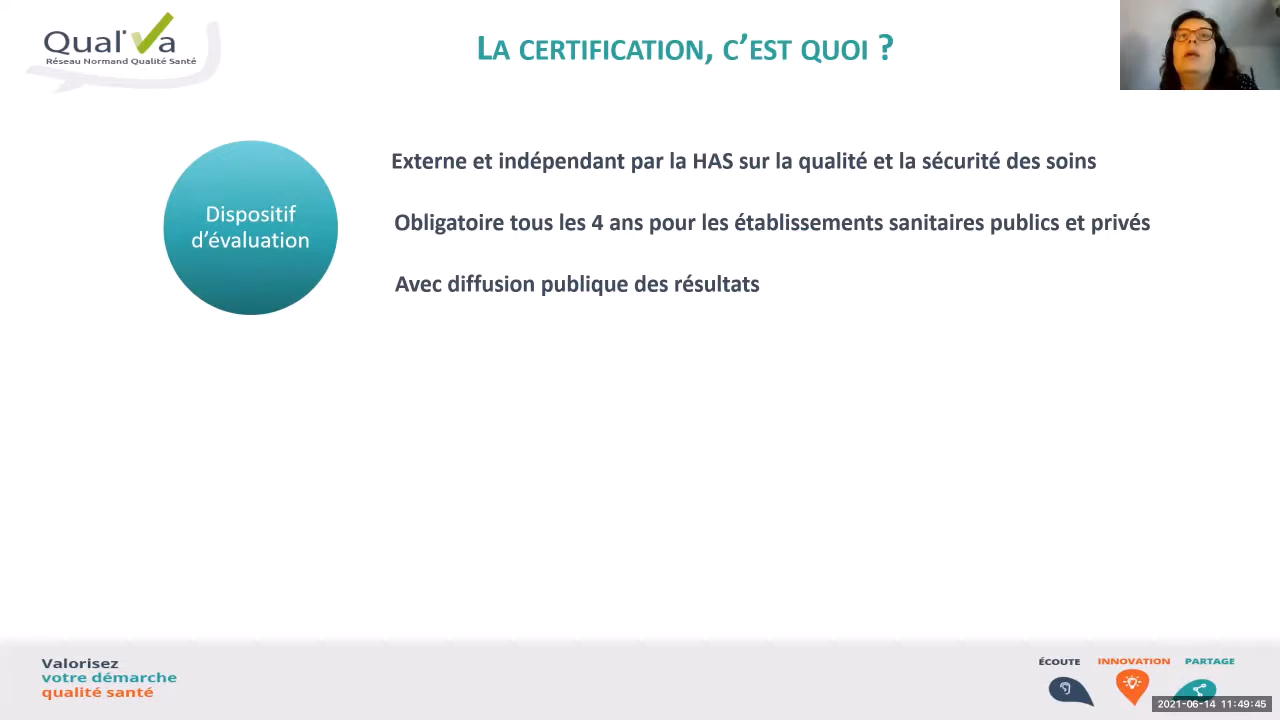 Qual'Va
Réseau Normand Qualité Santé
La certification, c'est quoi ?
Dispositif
d'évaluation
Externe et indépendant par la HAS sur la qualité et la sécurité des soins
Obligatoire tous les 4 ans pour les établissements sanitaires publics et privés
Avec diffusion publique des résultats
Valorisez
votre démarche
qualité santé
ÉCOUTE
INNOVATION
PARTAGE
2021-06-14 11:49:45